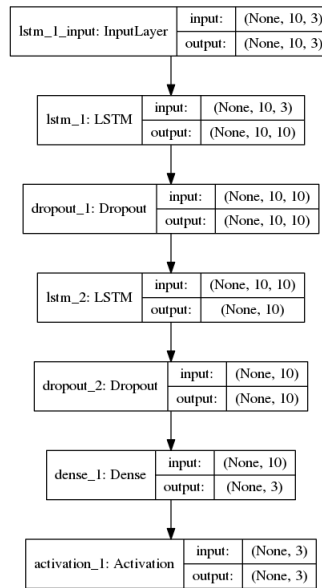 lstm_1_input: InputLayer
input: (None, 10, 3)
output: (None, 10, 3)
lstm_1: LSTM
input: (None, 10, 3)
output: (None, 10, 10)
dropout_1: Dropout
input: (None, 10, 10)
output: (None, 10, 10)
lstm_2: LSTM
input: (None, 10, 10)
output: (None, 10)
dropout_2: Dropout
input: (None, 10)
output: (None, 10)
dense_1: Dense
input: (None, 10)
output: (None, 3)
activation_1: Activation
input: (None, 3)
output: (None, 3)